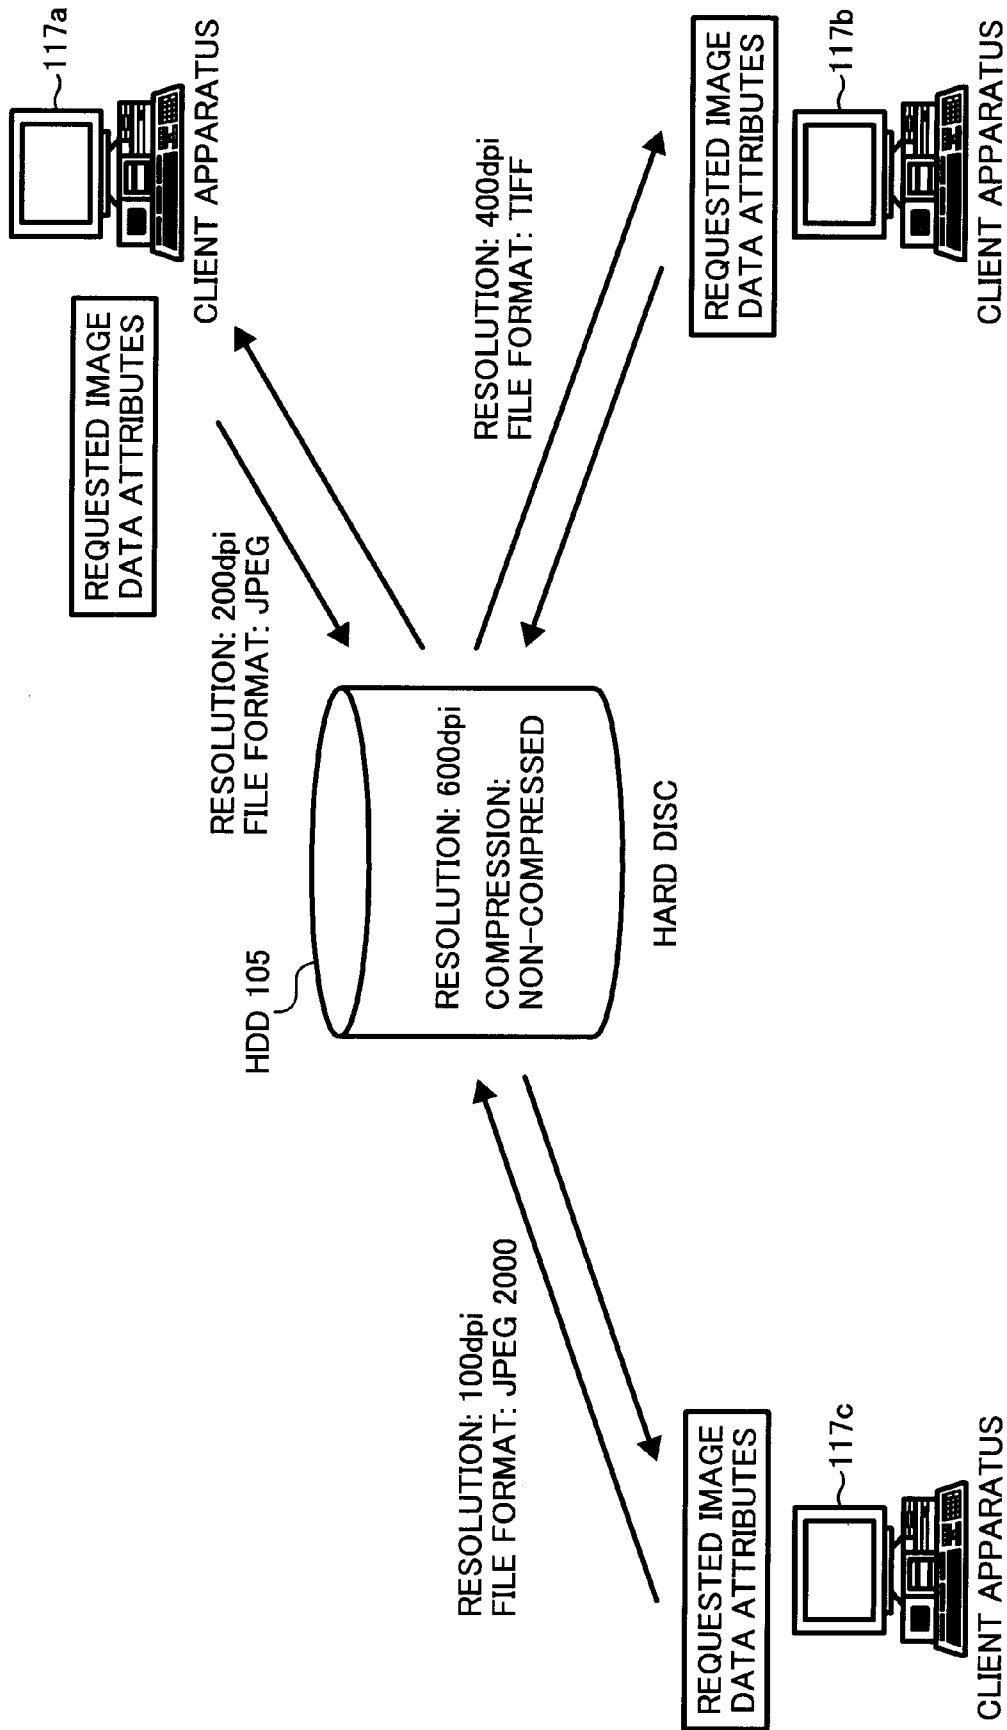 117a
CLIENT APPARATUS
REQUESTED IMAGE
DATA ATTRIBUTES
RESOLUTION: 200dpi
FILE FORMAT: JPEG
RESOLUTION: 400dpi
FILE FORMAT: TIFF
REQUESTED IMAGE
DATA ATTRIBUTES
117b
CLIENT APPARATUS
HDD 105
RESOLUTION: 600dpi
COMPRESSION:
NON-COMPRESSED
HARD DISC
RESOLUTION: 100dpi
FILE FORMAT: JPEG 2000
REQUESTED IMAGE
DATA ATTRIBUTES
117c
CLIENT APPARATUS